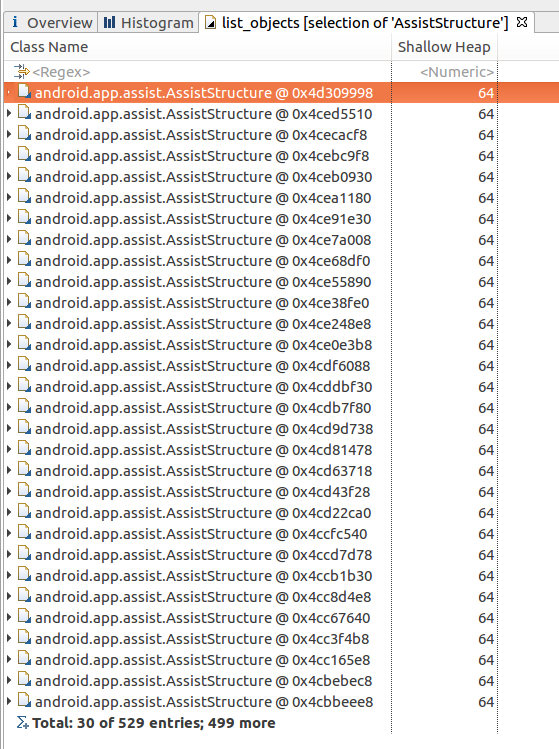 i Overview Histogram list_objects [selection of 'AssistStructure']
Class Name Shallow Heap
<Regex> <Numeric>
android.app.assist.AssistStructure @ 0x4d309998 64
android.app.assist.AssistStructure @ 0x4ced5510 64
android.app.assist.AssistStructure @ 0x4cecacf8 64
android.app.assist.AssistStructure @ 0x4cebc9f8 64
android.app.assist.AssistStructure @ 0x4ceb0930 64
android.app.assist.AssistStructure @ 0x4cea1180 64
android.app.assist.AssistStructure @ 0x4ce91e30 64
android.app.assist.AssistStructure @ 0x4ce7a008 64
android.app.assist.AssistStructure @ 0x4ce68df0 64
android.app.assist.AssistStructure @ 0x4ce55890 64
android.app.assist.AssistStructure @ 0x4ce38fe0 64
android.app.assist.AssistStructure @ 0x4ce248e8 64
android.app.assist.AssistStructure @ 0x4ce0e3b8 64
android.app.assist.AssistStructure @ 0x4cdf6088 64
android.app.assist.AssistStructure @ 0x4cddbf30 64
android.app.assist.AssistStructure @ 0x4cdb7f80 64
android.app.assist.AssistStructure @ 0x4cd9d738 64
android.app.assist.AssistStructure @ 0x4cd81478 64
android.app.assist.AssistStructure @ 0x4cd63718 64
android.app.assist.AssistStructure @ 0x4cd43f28 64
android.app.assist.AssistStructure @ 0x4cd22ca0 64
android.app.assist.AssistStructure @ 0x4ccfc540 64
android.app.assist.AssistStructure @ 0x4ccd7d78 64
android.app.assist.AssistStructure @ 0x4ccb1b30 64
android.app.assist.AssistStructure @ 0x4cc8d4e8 64
android.app.assist.AssistStructure @ 0x4cc67640 64
android.app.assist.AssistStructure @ 0x4cc3f4b8 64
android.app.assist.AssistStructure @ 0x4cc165e8 64
android.app.assist.AssistStructure @ 0x4cbebec8 64
android.app.assist.AssistStructure @ 0x4cbbeee8 64
Total: 30 of 529 entries; 499 more